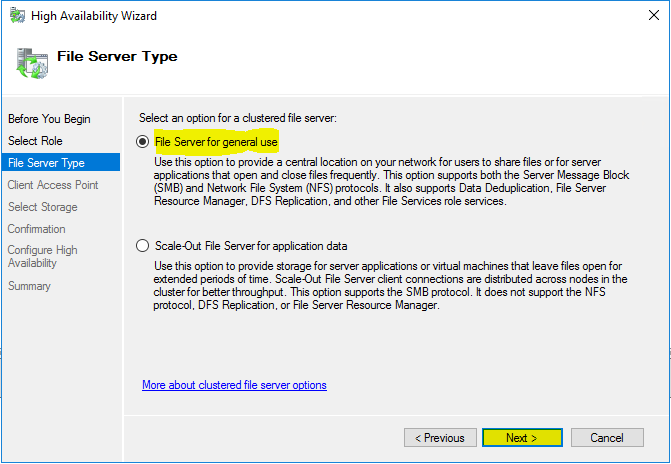 High Availability Wizard
File Server Type
Before You Begin
Select Role
File Server Type
Client Access Point
Select Storage
Confirmation
Configure High
Availability
Summary
Select an option for a clustered file server:
File Server for general use
Use this option to provide a central location on your network for users to share files or for server
applications that open and close files frequently. This option supports both the Server Message Block
(SMB) and Network File System (NFS) protocols. It also supports Data Deduplication, File Server
Resource Manager, DFS Replication, and other File Services role services.
Scale-Out File Server for application data
Use this option to provide storage for server applications or virtual machines that leave files open for
extended periods of time. Scale-Out File Server client connections are distributed across nodes in the
cluster for better throughput. This option supports the SMB protocol. It does not support the NFS
protocol, DFS Replication, or File Server Resource Manager.
More about clustered file server options
< Previous
Next >
Cancel